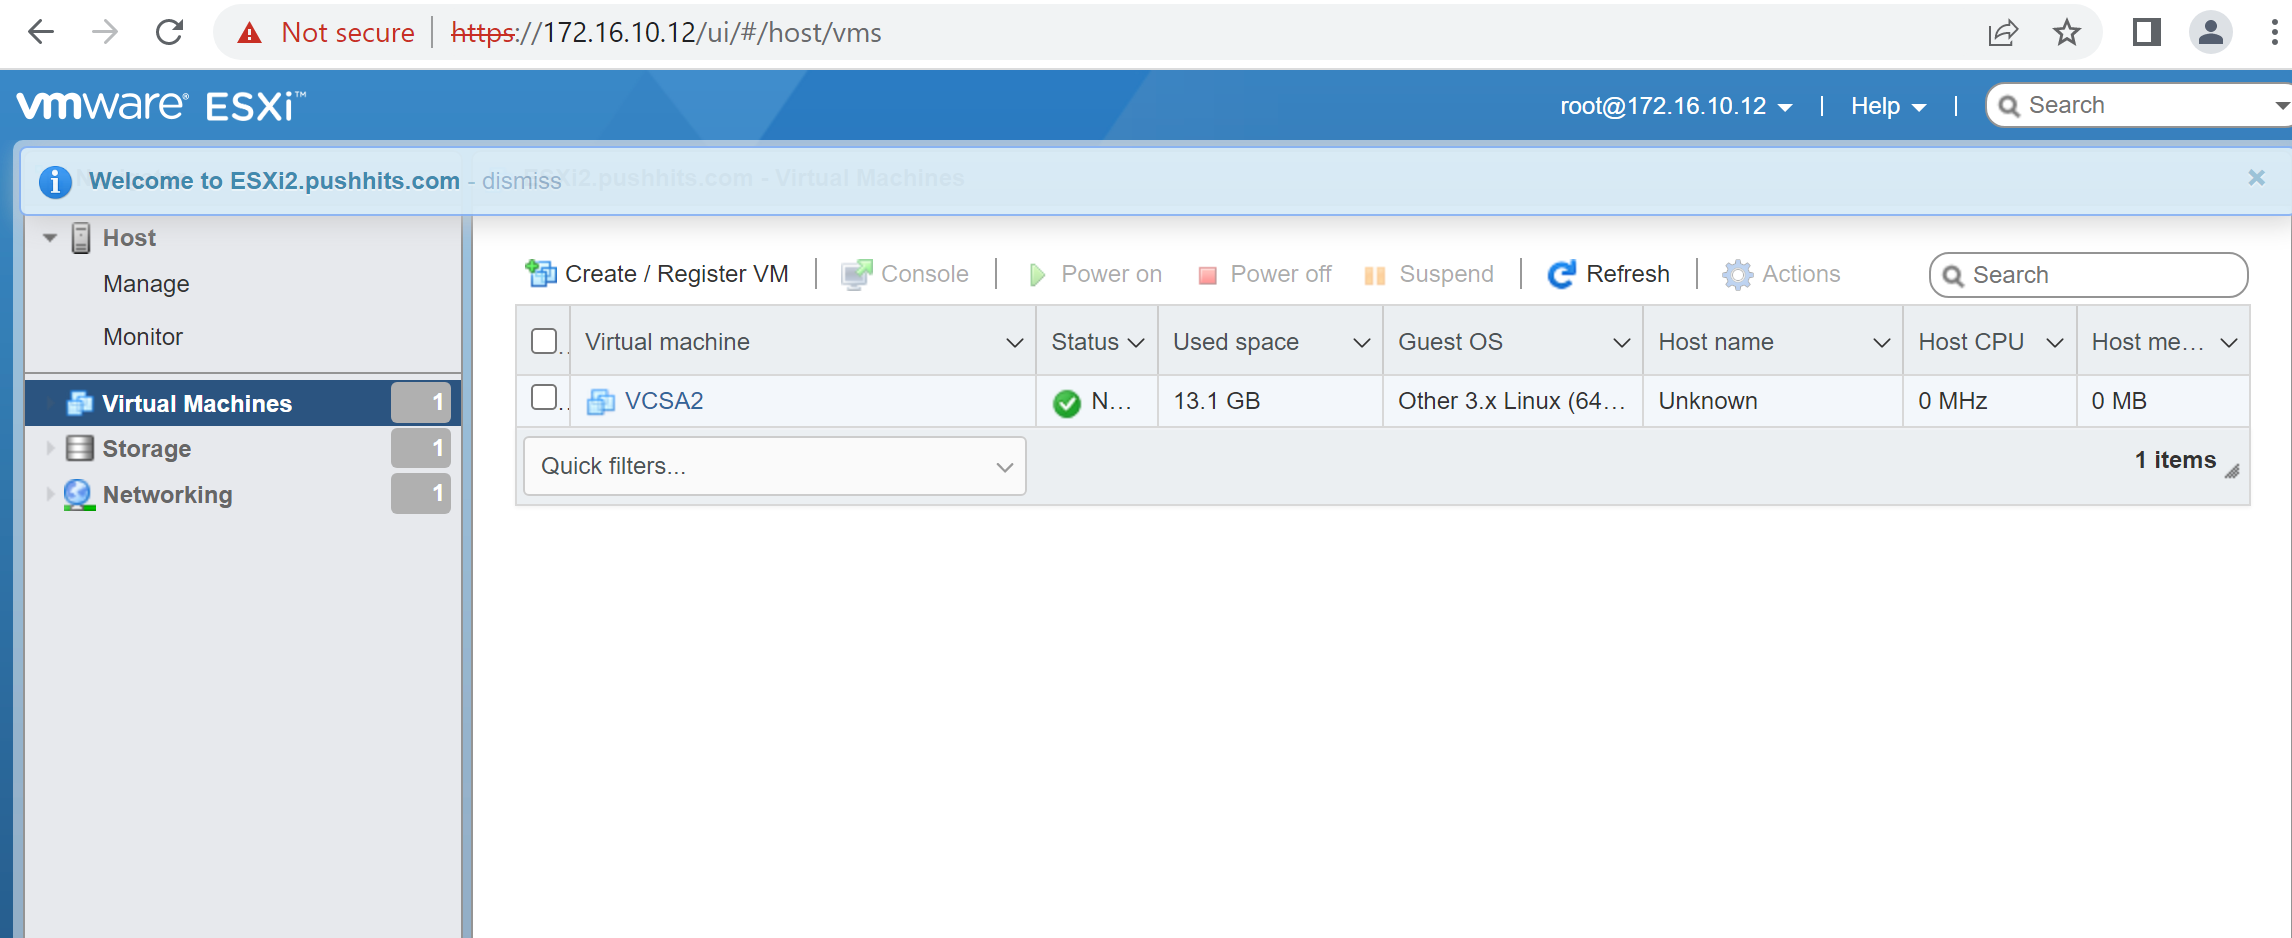 Not secure | https://172.16.10.12/ui/#/host/vms
vmware® ESXi™
root@172.16.10.12 | Help | Search
Welcome to ESXi2.pushhits.com - dismiss
ESXi2.pushhits.com - Virtual Machines
Host
Manage
Monitor
Virtual Machines 1
Storage 1
Networking 1
Create / Register VM | Console | Power on Power off Suspend | Refresh | Actions Search
Virtual machine Status Used space Guest OS Host name Host CPU Host me...
VCSA2 N... 13.1 GB Other 3.x Linux (64... Unknown 0 MHz 0 MB
Quick filters...
1 items